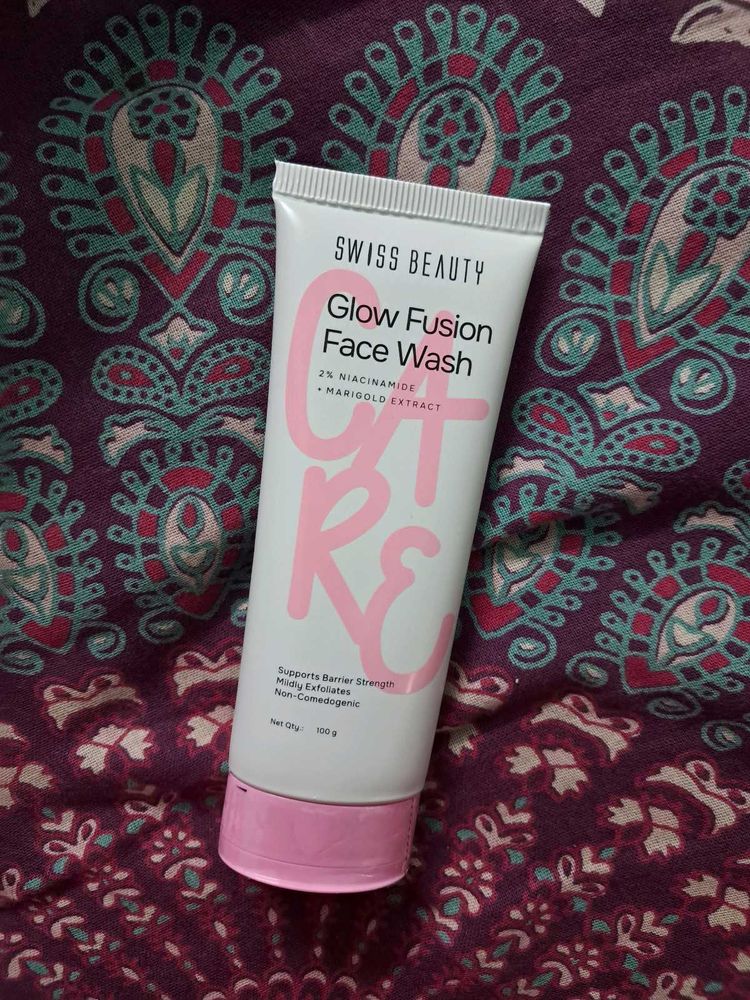 SWISS BEAUTY
CARE
Glow Fusion
Face Wash
2% NIACINAMIDE
+ MARIGOLD EXTRACT
Supports Barrier Strength
Mildly Exfoliates
Non-Comedogenic
Net Qty.: 100 g